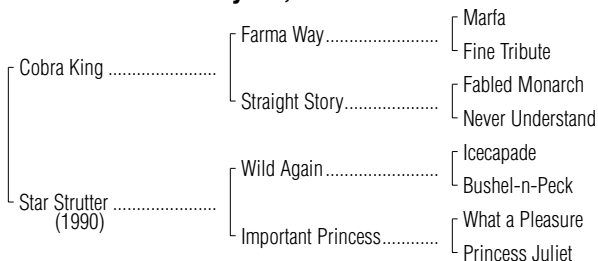 Marfa
Farma Way
Fine Tribute
Cobra King
Fabled Monarch
Straight Story
Never Understand
Icecapade
Wild Again
Bushel-n-Peck
Star Strutter
(1990)
What a Pleasure
Important Princess
Princess Juliet